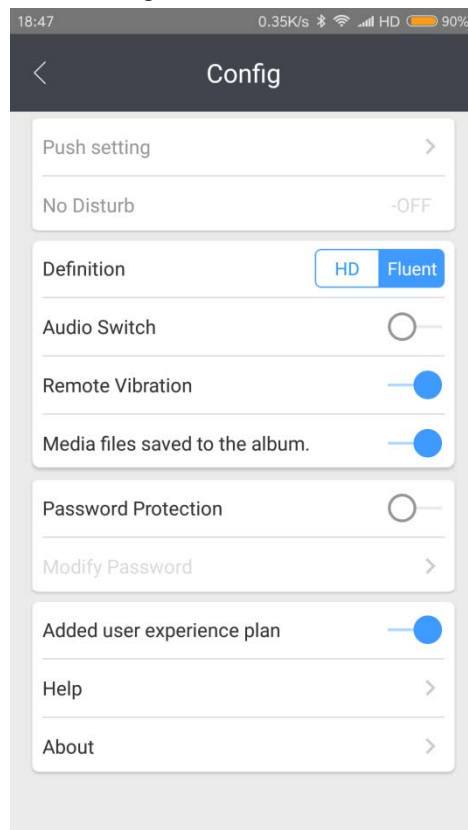 18:47 0.35K/s HD 90%
Config
Push setting
No Disturb -OFF
Definition HD Fluent
Audio Switch
Remote Vibration
Media files saved to the album.
Password Protection
Modify Password
Added user experience plan
Help
About